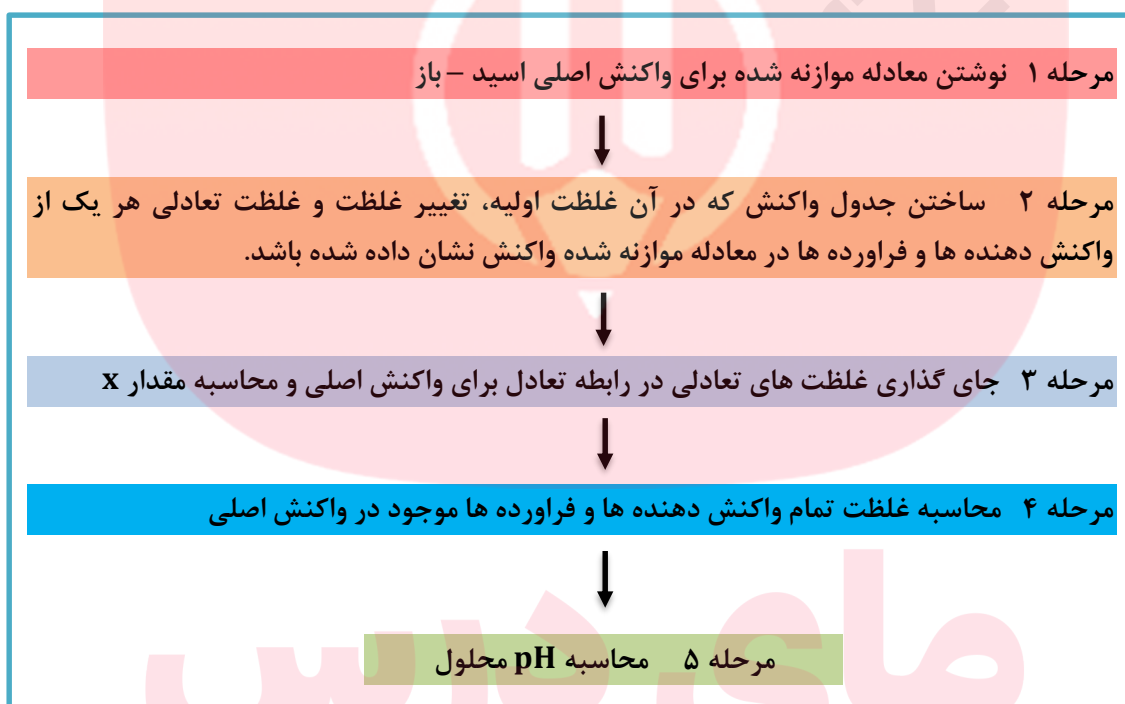 مرحله ۱ نوشتن معادله موازنه شده برای واکنش اصلی اسید – باز
مرحله ۲ ساختن جدول واکنش که در آن غلظت اولیه، تغییر غلظت و غلظت تعادلی هر یک از
واکنش دهنده ها و فراورده ها در معادله موازنه شده واکنش نشان داده شده باشد.
مرحله ۳ جای گذاری غلظت های تعادلی در رابطه تعادل برای واکنش اصلی و محاسبه مقدار x
مرحله ۴ محاسبه غلظت تمام واکنش دهنده ها و فراورده ها موجود در واکنش اصلی
مرحله ۵ محاسبه pH محلول
مای درس